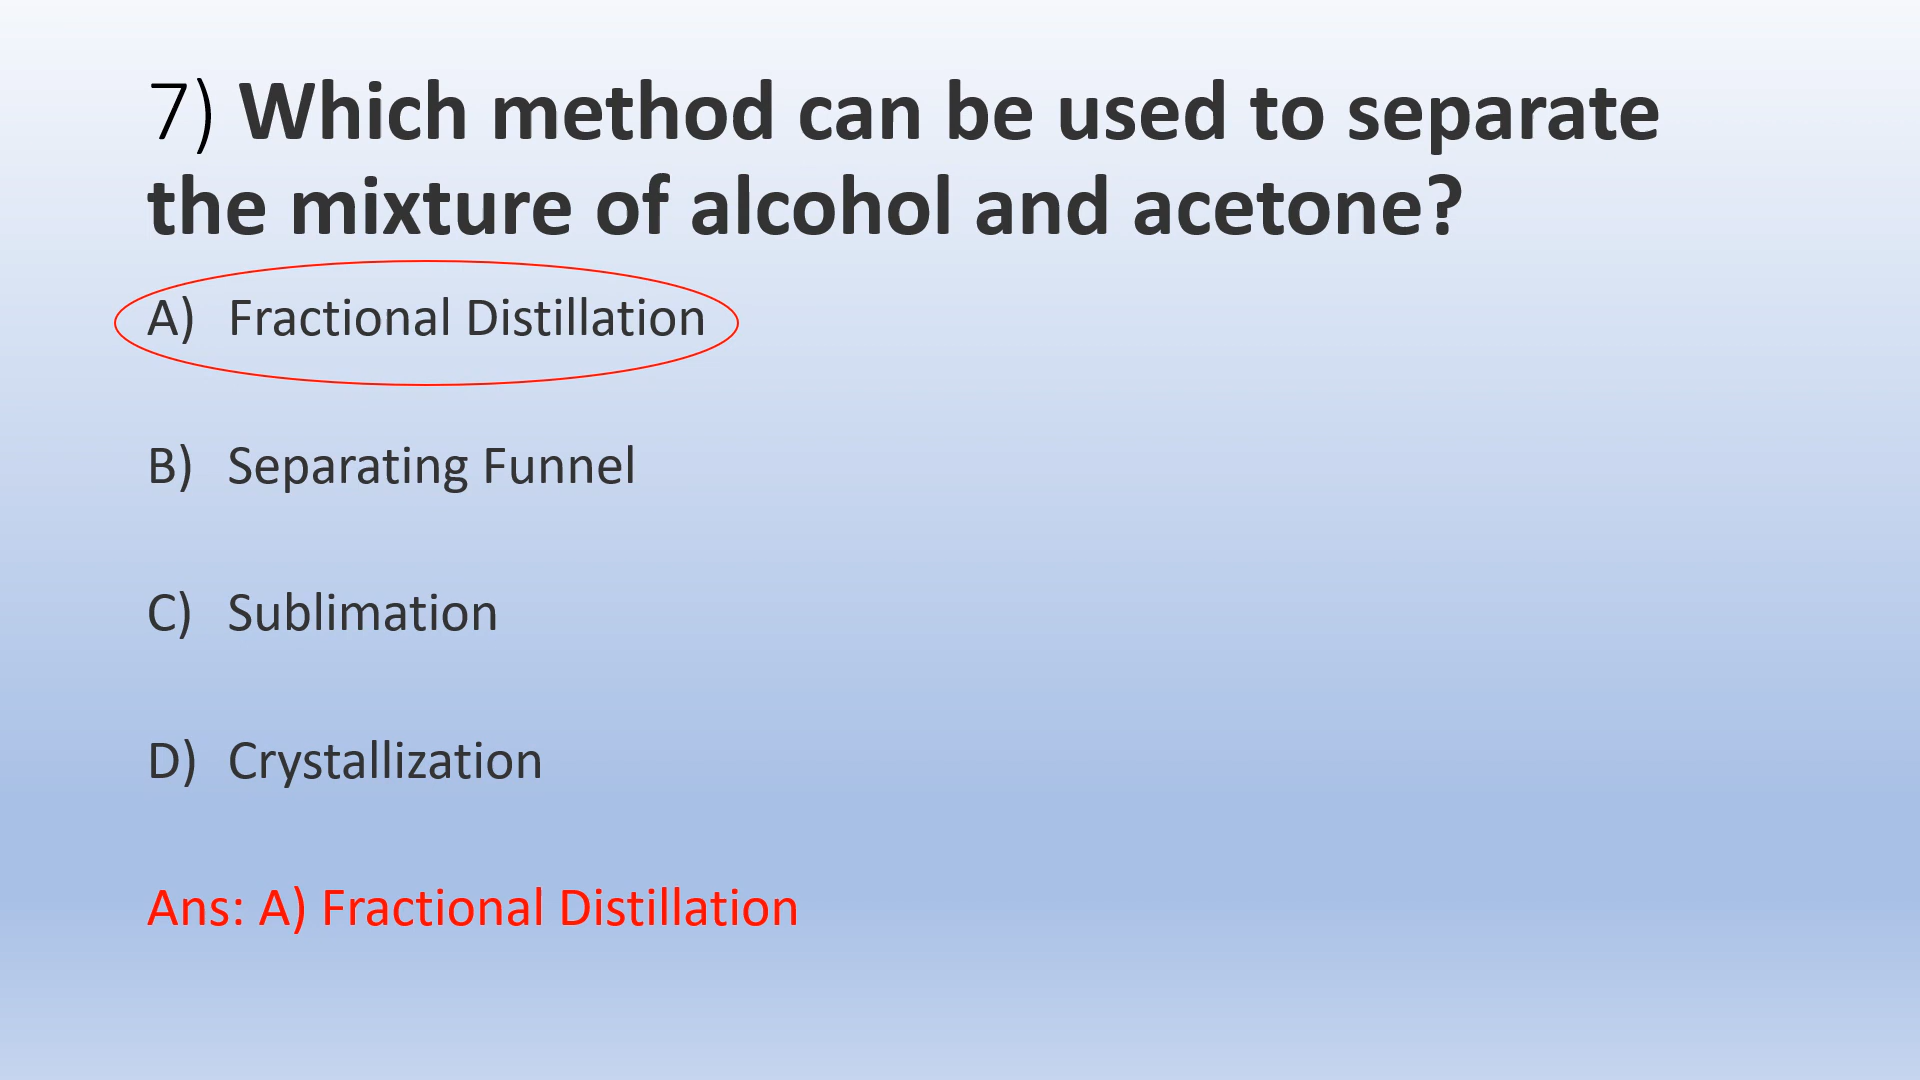 7) Which method can be used to separate
the mixture of alcohol and acetone?
A) Fractional Distillation
B) Separating Funnel
C) Sublimation
D) Crystallization
Ans: A) Fractional Distillation